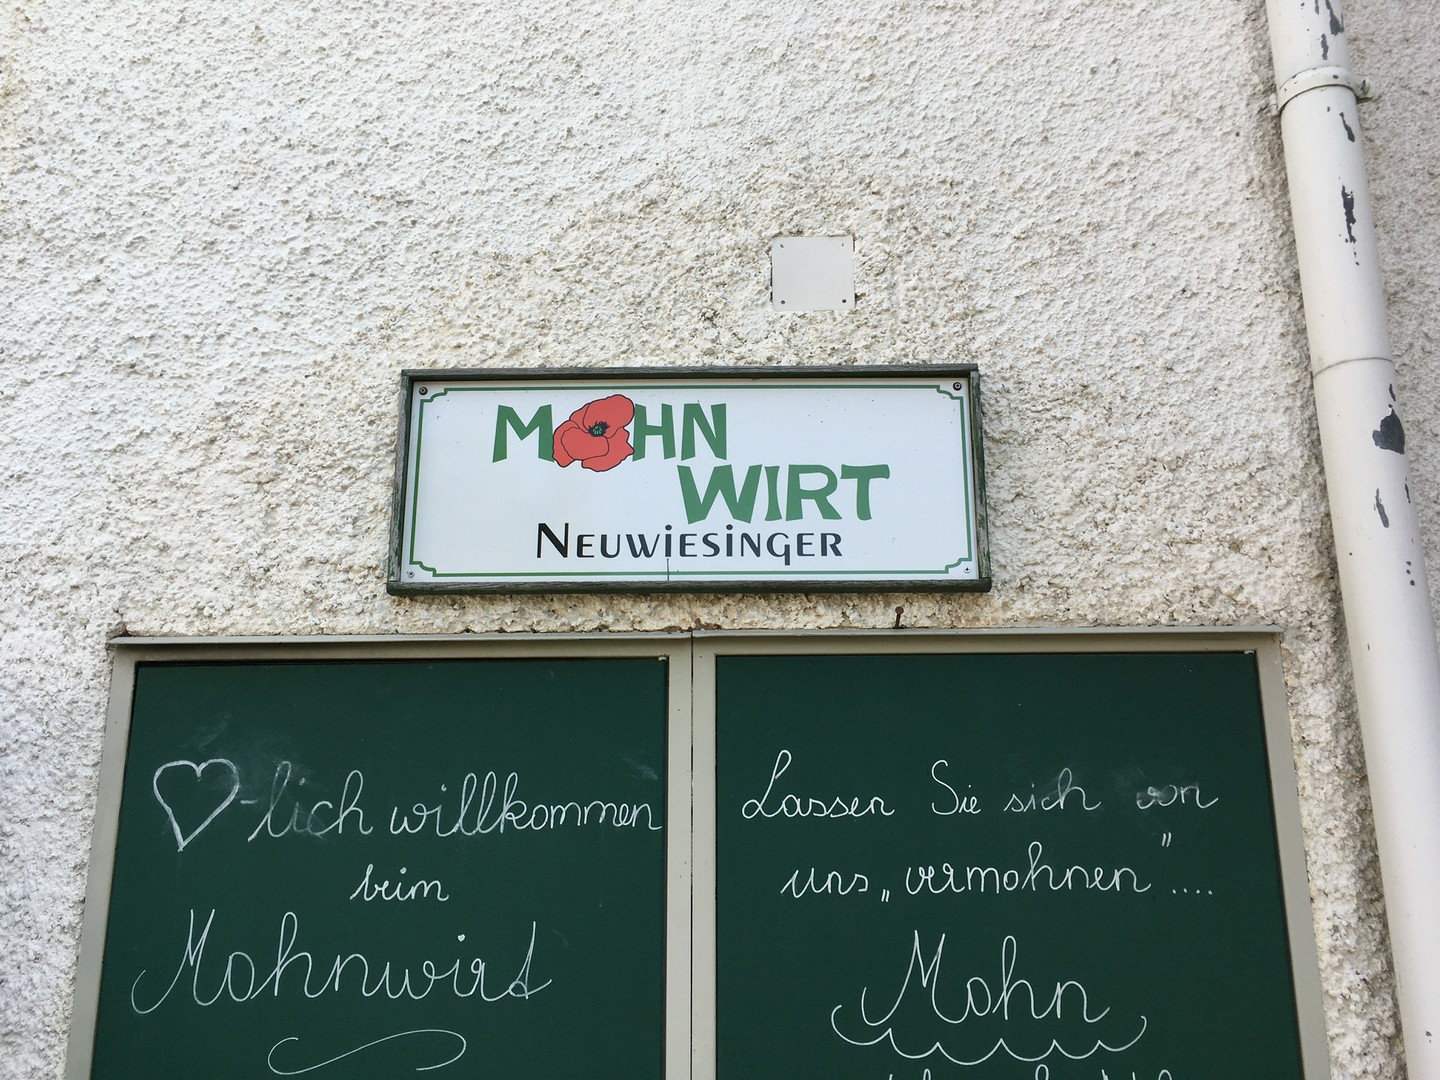 MOHN
WIRT
NEUWiESiNGER
♡-lich willkommen
beim
Mohnwirt
Lassen Sie sich von
uns „vermohnen“....
Mohn